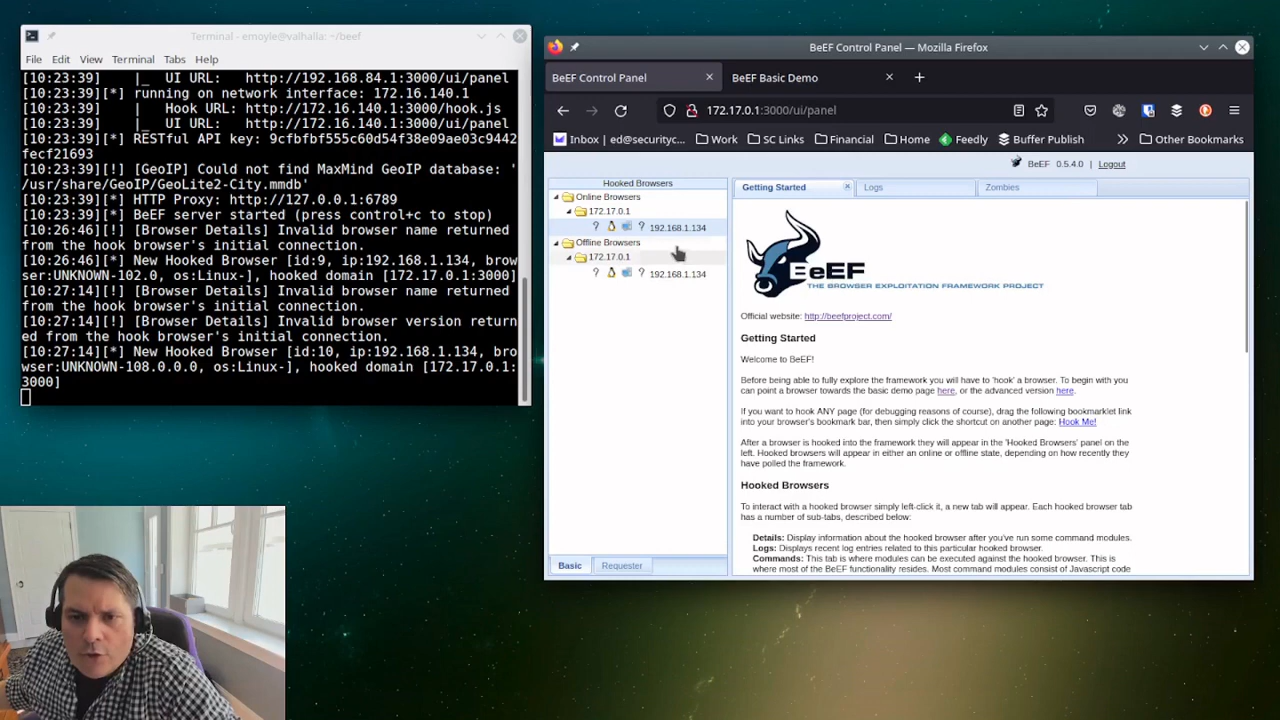 Terminal - emoyle@valhalla: ~/beef
File Edit View Terminal Tabs Help
[10:23:39][*] |_ UI URL: http://192.168.84.1:3000/ui/panel
[10:23:39][*] running on network interface: 172.16.140.1
[10:23:39][*] | Hook URL: http://172.16.140.1:3000/hook.js
[10:23:39][*] |_ UI URL: http://172.16.140.1:3000/ui/panel
[10:23:39][*] RESTful API key: 9cfbfbf555c60d54f38e09ae03c9442
fecf21693
[10:23:39][!] [GeoIP] Could not find MaxMind GeoIP database: '
/usr/share/GeoIP/GeoLite2-City.mmdb'
[10:23:39][*] HTTP Proxy: http://127.0.0.1:6789
[10:23:39][*] BeEF server started (press control+c to stop)
[10:26:48][!] [Browser Details] Invalid browser name returned
from the hook browser's initial connection.
[10:26:48][*] New Hooked Browser [id:9, ip:192.168.1.134, brow
ser:UNKNOWN-102.0, os:Linux-], hooked domain [172.17.0.1:3000]
[10:27:14][!] [Browser Details] Invalid browser name returned
from the hook browser's initial connection.
[10:27:14][!] [Browser Details] Invalid browser version return
ed from the hook browser's initial connection.
[10:27:14][*] New Hooked Browser [id:10, ip:192.168.1.134, bro
wser:UNKNOWN-108.0.0.0, os:Linux-], hooked domain [172.17.0.1:
3000]
BeEF Control Panel — Mozilla Firefox
BeEF Control Panel
BeEF Basic Demo
172.17.0.1:3000/ui/panel
Inbox | ed@securityc... Work SC Links Financial Home Feedly Buffer Publish Other Bookmarks
BeEF 0.5.4.0 | Logout
Hooked Browsers
Online Browsers
172.17.0.1
? ? 192.168.1.134
Offline Browsers
172.17.0.1
? ? 192.168.1.134
Basic Requester
Getting Started Logs Zombies
BeEF
THE BROWSER EXPLOITATION FRAMEWORK PROJECT
Official website: http://beefproject.com/
Getting Started
Welcome to BeEF!
Before being able to fully explore the framework you will have to 'hook' a browser. To begin with you
can point a browser towards the basic demo page here, or the advanced version here.
If you want to hook ANY page (for debugging reasons of course), drag the following bookmarklet link
into your browser's bookmark bar, then simply click the shortcut on another page: Hook Me!
After a browser is hooked into the framework they will appear in the 'Hooked Browsers' panel on the
left. Hooked browsers will appear in either an online or offline state, depending on how recently they
have polled the framework.
Hooked Browsers
To interact with a hooked browser simply left-click it, a new tab will appear. Each hooked browser tab
has a number of sub-tabs, described below:
Details: Display information about the hooked browser after you've run some command modules.
Logs: Displays recent log entries related to this particular hooked browser.
Commands: This tab is where modules can be executed against the hooked browser. This is
where most of the BeEF functionality resides. Most command modules consist of Javascript code